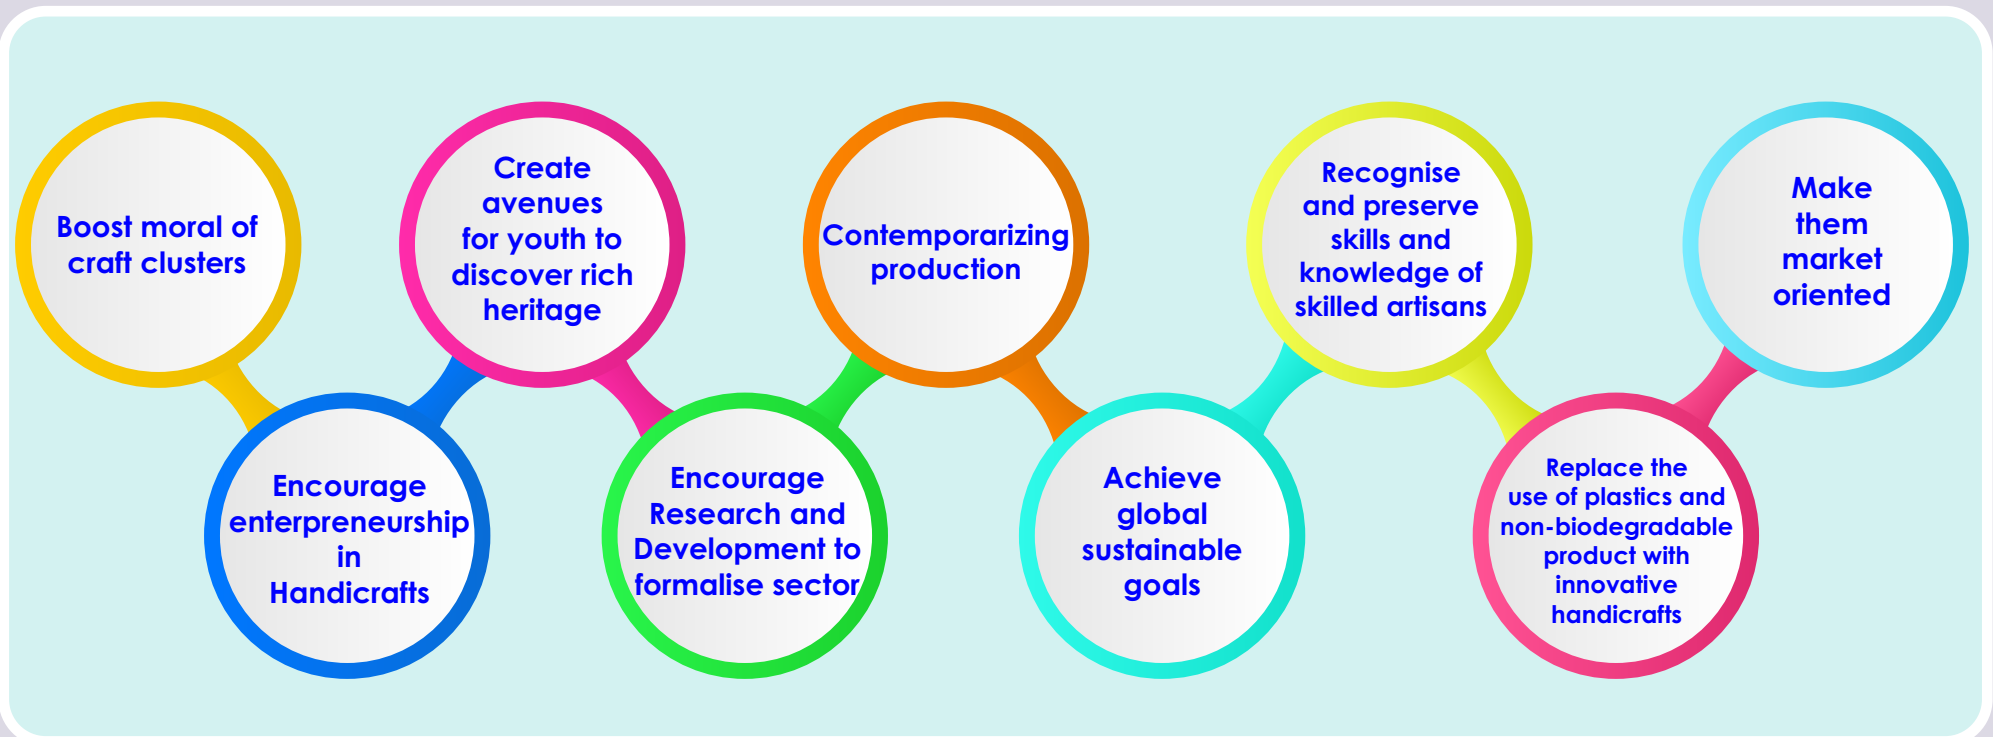 Boost moral of
craft clusters
Encourage
enterpreneurship
in
Handicrafts
Create
avenues
for youth to
discover rich
heritage
Encourage
Research and
Development to
formalise sector
Contemporarizing
production
Achieve
global
sustainable
goals
Recognise
and preserve
skills and
knowledge of
skilled artisans
Replace the
use of plastics and
non-biodegradable
product with
innovative
handicrafts
Make
them
market
oriented